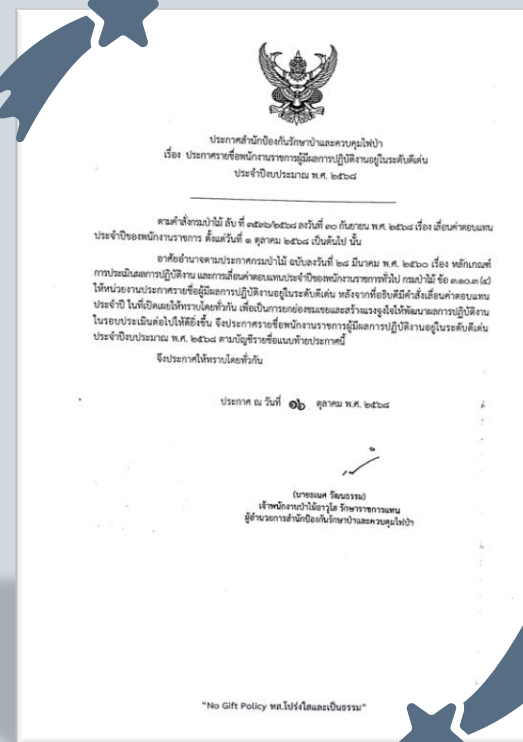 ประกาศสำนักป้องกันรักษาป่าและควบคุมไฟป่า
เรื่อง ประกาศรายชื่อพนักงานราชการผู้มีผลการปฏิบัติงานอยู่ในระดับดีเด่น
ประจำปีงบประมาณ พ.ศ. ๒๕๖๘
ตามคำสั่งกรมป่าไม้ ลับ ที่ ๓๕๓๖/๒๕๖๘ ลงวันที่ ๓๐ กันยายน พ.ศ. ๒๕๖๘ เรื่อง เลื่อนค่าตอบแทน
ประจำปีของพนักงานราชการ ตั้งแต่วันที่ ๑ ตุลาคม ๒๕๖๘ เป็นต้นไป นั้น
อาศัยอำนาจตามประกาศกรมป่าไม้ ฉบับลงวันที่ ๒๘ มีนาคม พ.ศ. ๒๕๖๐ เรื่อง หลักเกณฑ์
การประเมินผลการปฏิบัติงาน และการเลื่อนค่าตอบแทนประจำปีของพนักงานราชการทั่วไป กรมป่าไม้ ข้อ ๓.๑๐.๓ (๔)
ให้หน่วยงานประกาศรายชื่อผู้มีผลการปฏิบัติงานอยู่ในระดับดีเด่น หลังจากที่อธิบดีมีคำสั่งเลื่อนค่าตอบแทน
ประจำปี ในที่เปิดเผยให้ทราบโดยทั่วกัน เพื่อเป็นการยกย่องชมเชยและสร้างแรงจูงใจให้พัฒนาผลการปฏิบัติงาน
ในรอบประเมินต่อไปให้ดียิ่งขึ้น จึงประกาศรายชื่อพนักงานราชการผู้มีผลการปฏิบัติงานอยู่ในระดับดีเด่น
ประจำปีงบประมาณ พ.ศ. ๒๕๖๘ ตามบัญชีรายชื่อแนบท้ายประกาศนี้
จึงประกาศให้ทราบโดยทั่วกัน
ประกาศ ณ วันที่ ๑๖ ตุลาคม พ.ศ. ๒๕๖๘
(นายธเนศ วัฒนธรรม)
เจ้าพนักงานป่าไม้อาวุโส รักษาราชการแทน
ผู้อำนวยการสำนักป้องกันรักษาป่าและควบคุมไฟป่า
"No Gift Policy ทส.โปร่งใสและเป็นธรรม"